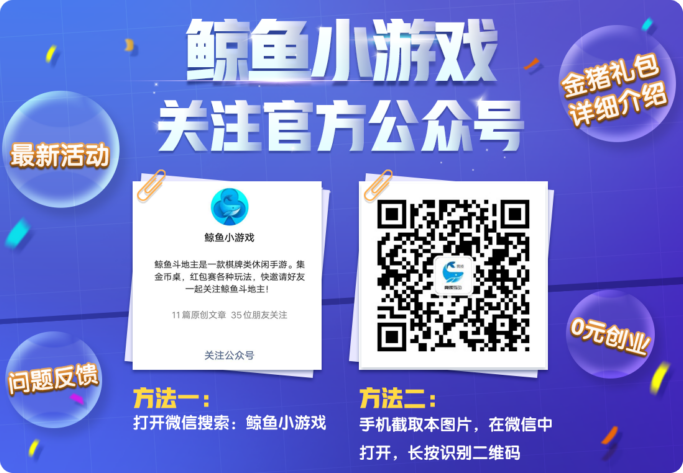 鲸鱼小游戏
关注官方公众号
金猪礼包
详细介绍
最新活动
鲸鱼小游戏
鲸鱼斗地主是一款棋牌类休闲手游。集
金币桌，红包赛各种玩法，快邀请好友
一起关注鲸鱼斗地主！
11篇原创文章 35位朋友关注
关注公众号
问题反馈
0元创业
方法一：
打开微信搜索：鲸鱼小游戏
方法二：
手机截取本图片，在微信中
打开，长按识别二维码